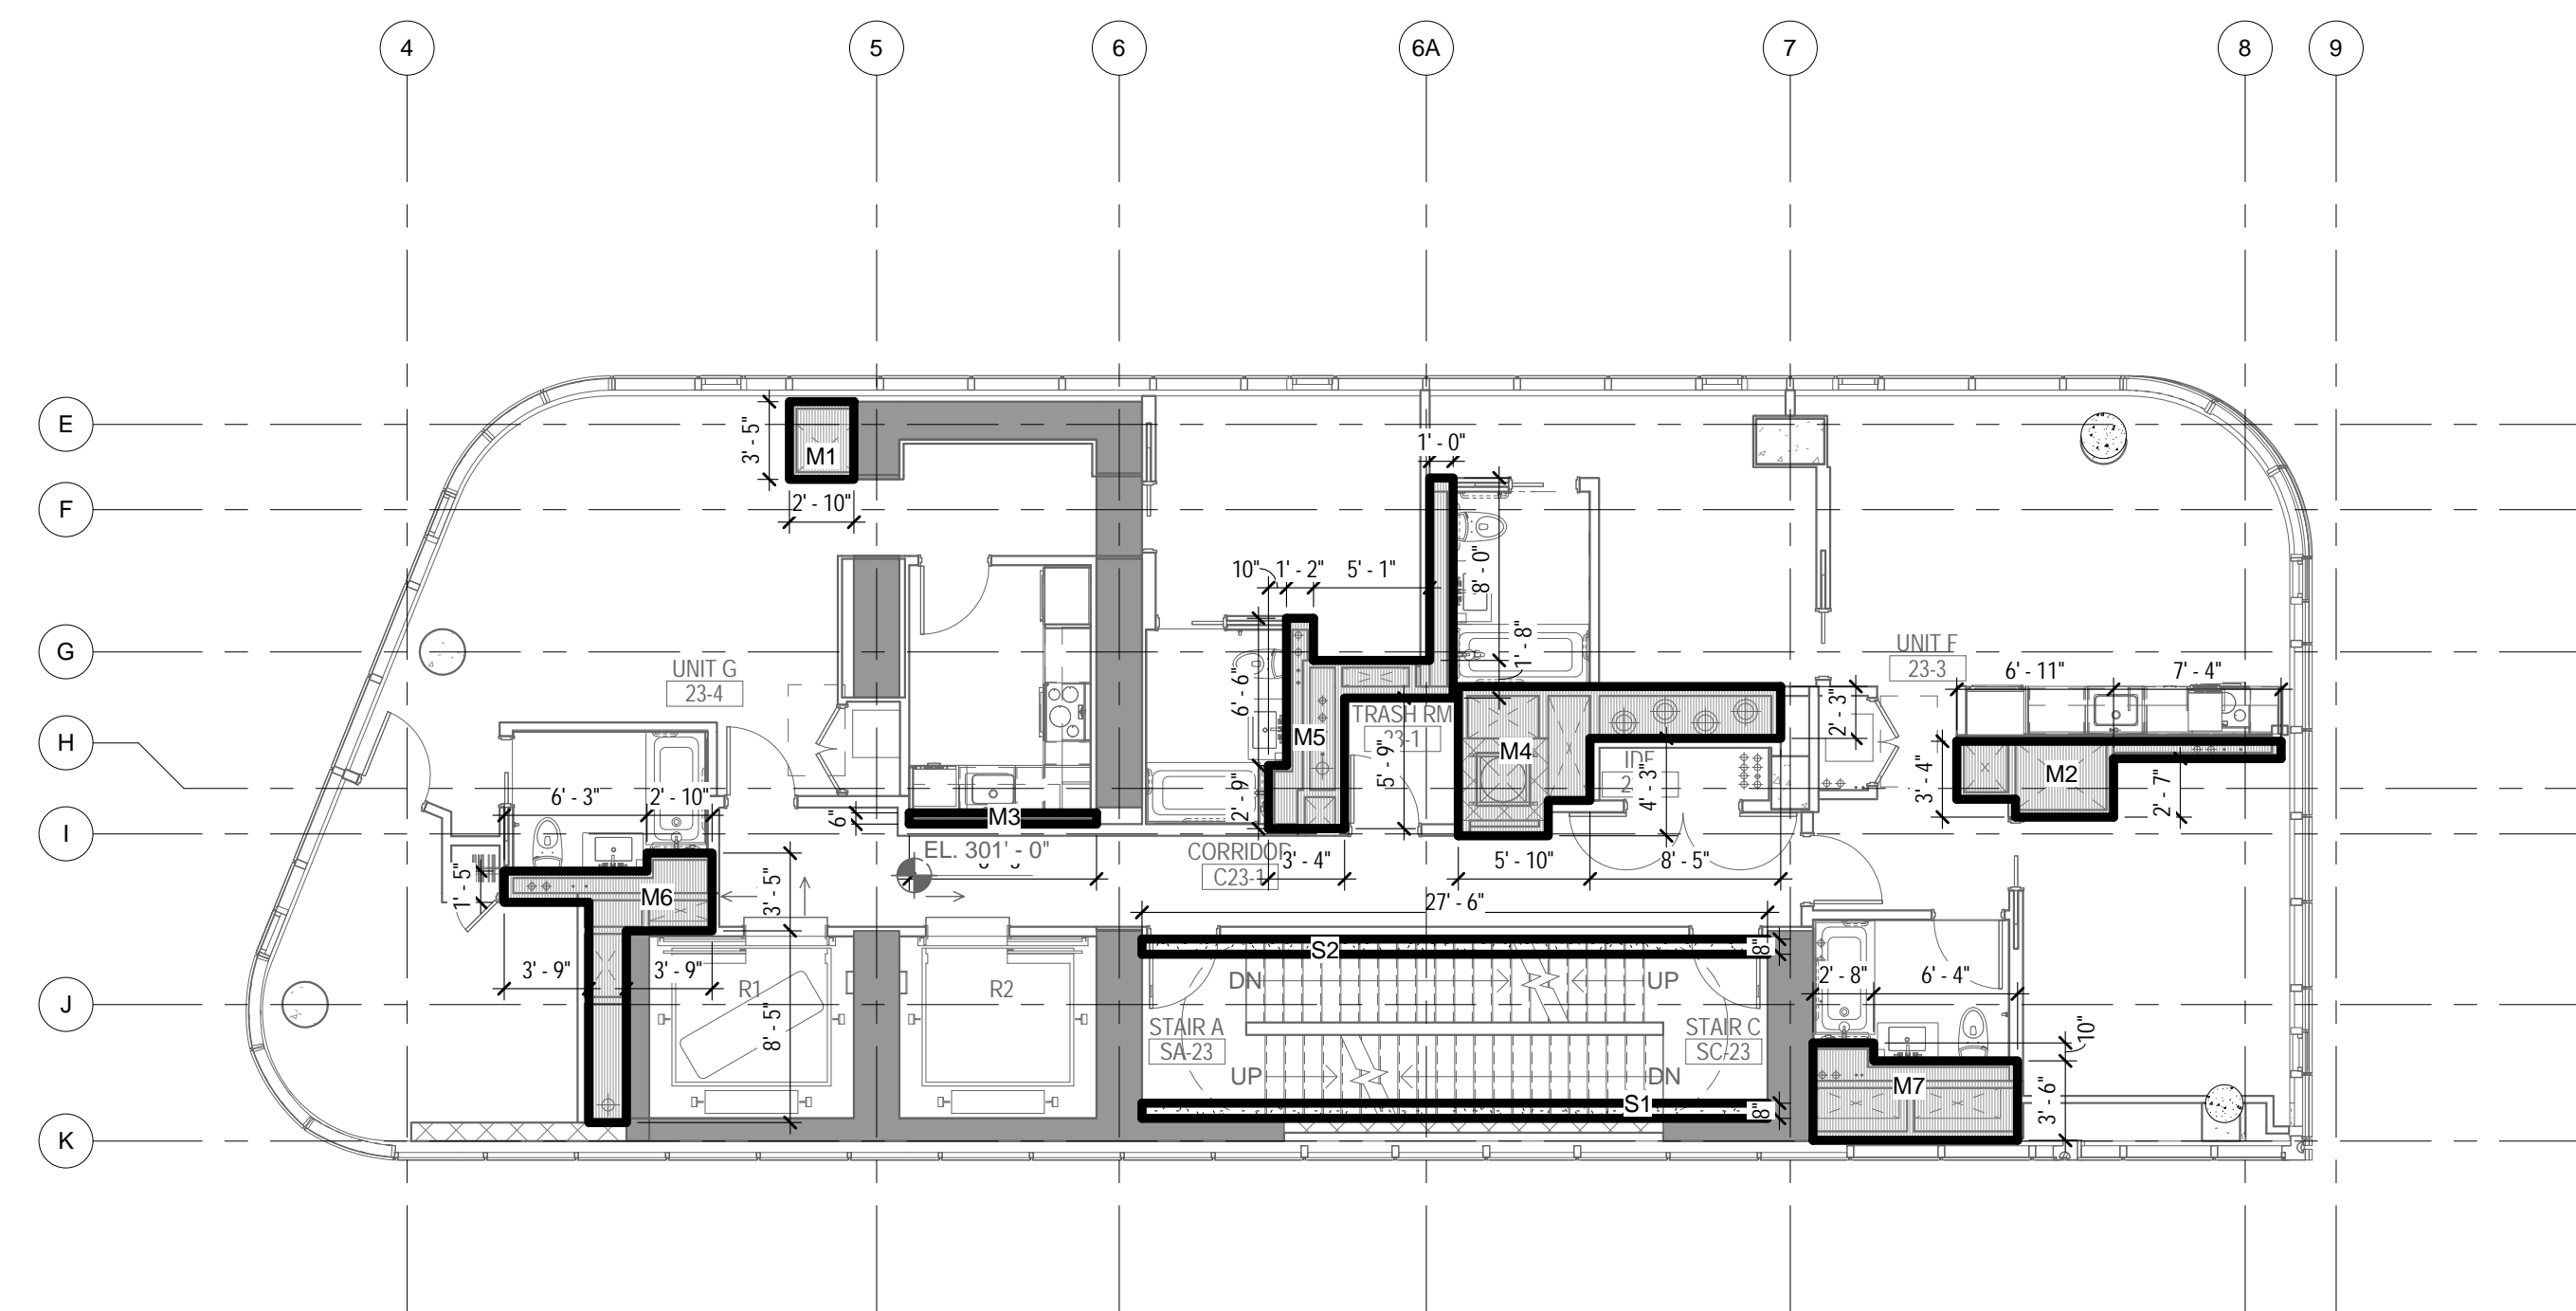 4 5 6 6A 7 8 9
E
F
G
H
I
J
K
3' - 5"
M1
2' - 10"
1' - 0"
8' - 0"
10" 1' - 2" 5' - 1"
1' - 8"
UNIT G
23-4
UNIT F
23-3
6' - 11" 7' - 4"
6' - 6"
M5
TRASH RM
23-1
5' - 9"
2' - 9"
M4
2' - 3"
4' - 3"
3' - 4"
M2
2' - 7"
6' - 3" 2' - 10"
6"
M3
EL. 301' - 0"
CORRIDOR
C23-1
3' - 4"
5' - 10" 8' - 5"
1' - 5"
M6
3' - 5"
27' - 6"
S2
8"
3' - 9" 3' - 9"
R1
R2
8' - 5"
DN UP
STAIR A
SA-23
STAIR C
SC-23
UP DN
S1
8"
2' - 8" 6' - 4"
10"
M7
3' - 6"